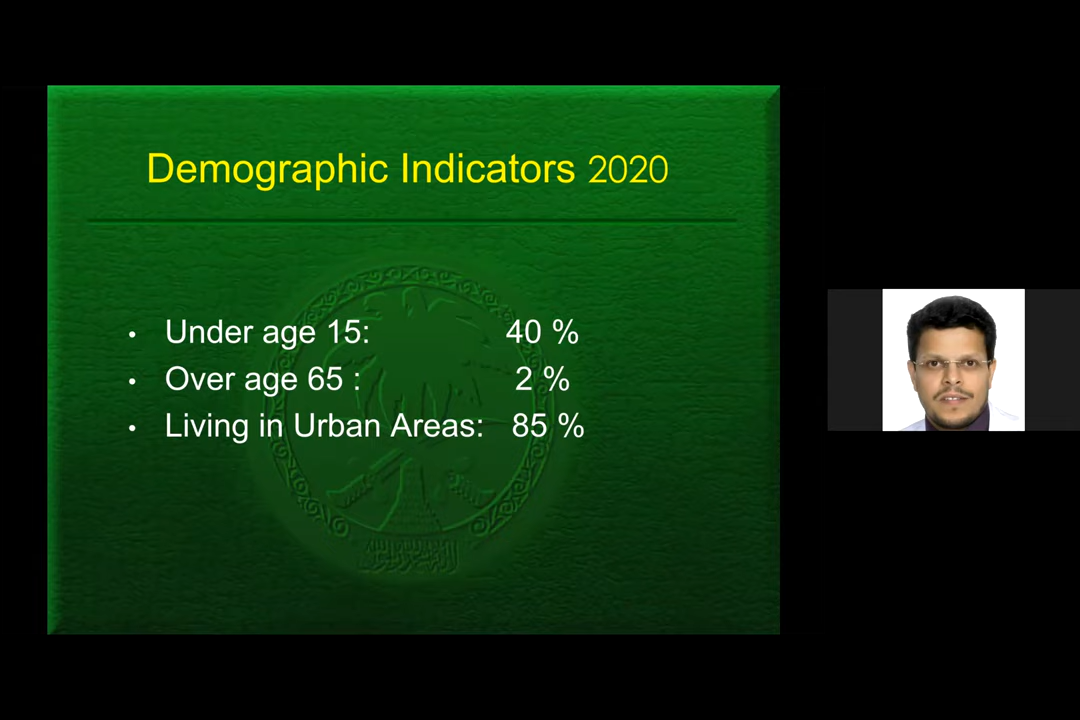 Demographic Indicators 2020
• Under age 15: 40 %
• Over age 65 : 2 %
• Living in Urban Areas: 85 %